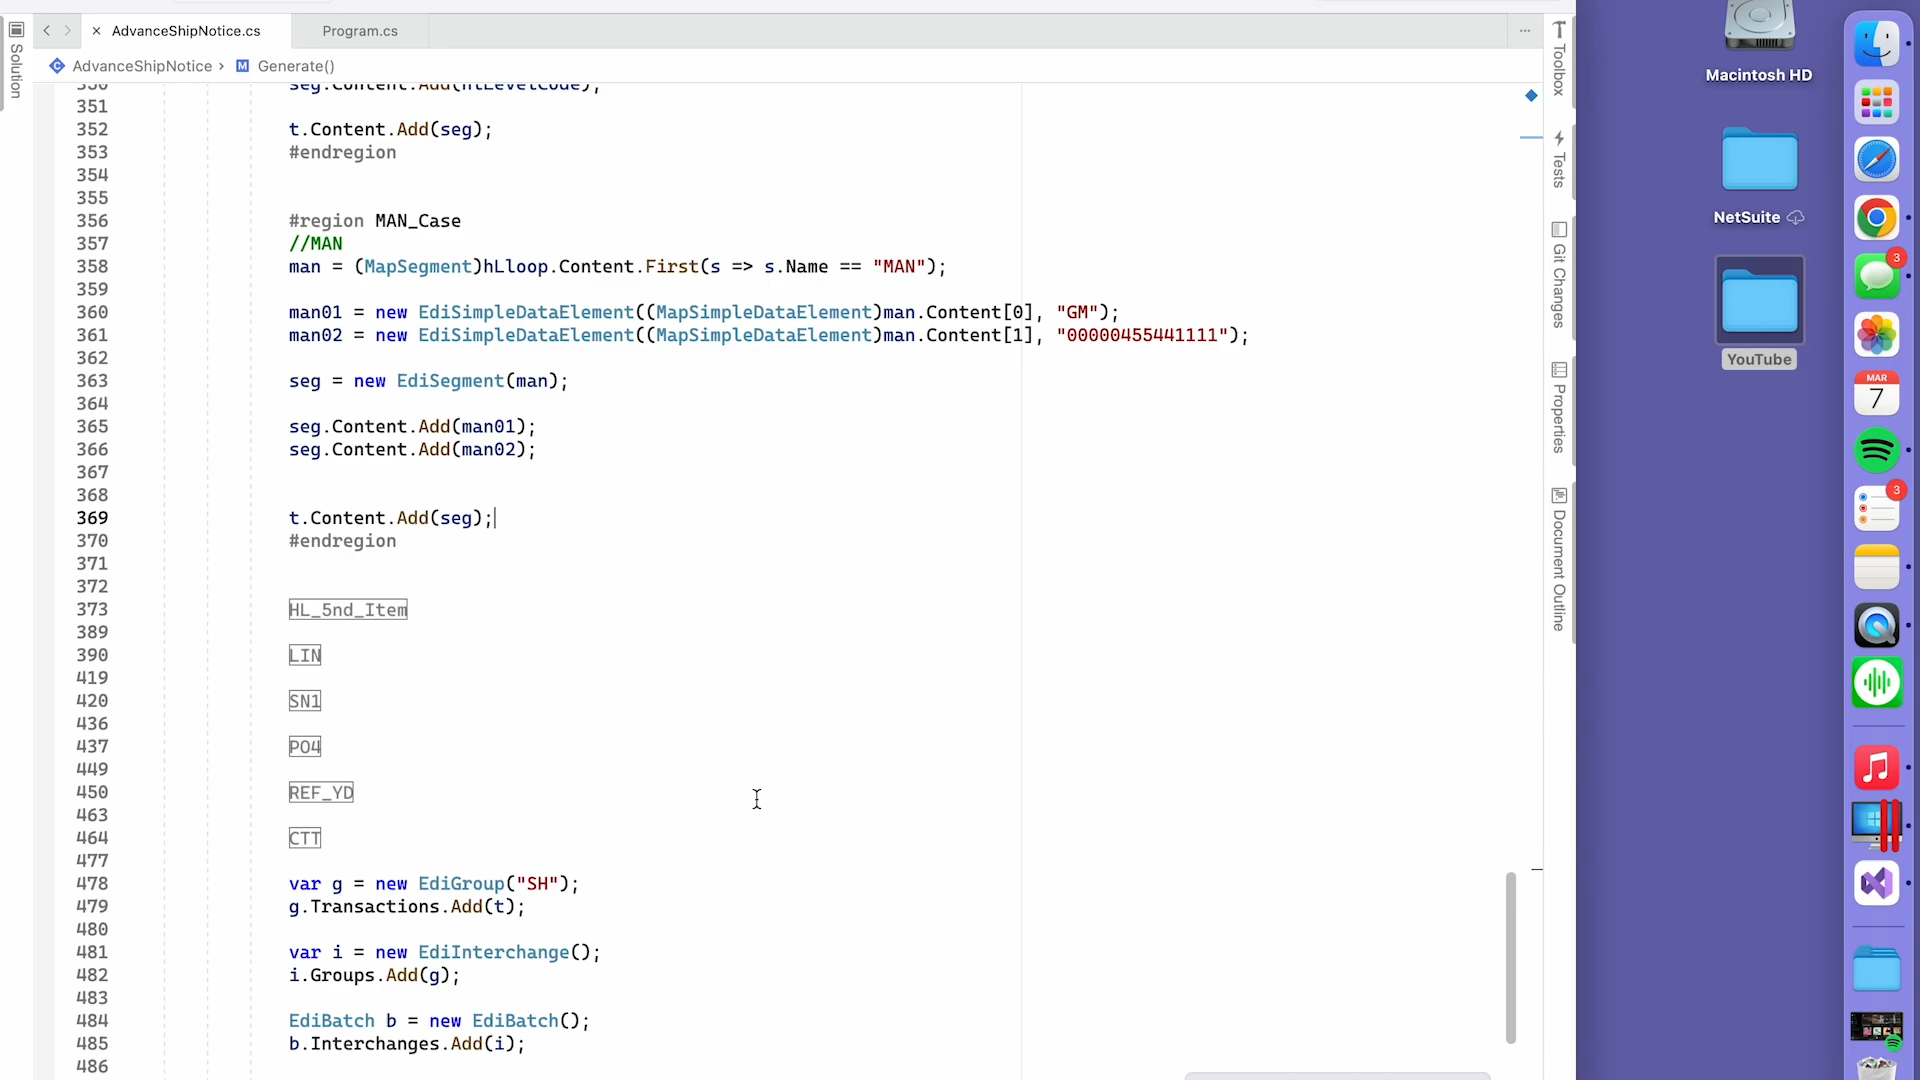 AdvanceShipNotice.cs
Program.cs
AdvanceShipNotice › M Generate()
350 seg.Content.Add(hlLevelCode);
351
352 t.Content.Add(seg);
353 #endregion
354
355
356 #region MAN_Case
357 //MAN
358 man = (MapSegment)hLloop.Content.First(s => s.Name == "MAN");
359
360 man01 = new EdiSimpleDataElement((MapSimpleDataElement)man.Content[0], "GM");
361 man02 = new EdiSimpleDataElement((MapSimpleDataElement)man.Content[1], "00000455441111");
362
363 seg = new EdiSegment(man);
364
365 seg.Content.Add(man01);
366 seg.Content.Add(man02);
367
368
369 t.Content.Add(seg);
370 #endregion
371
372
373 HL_5nd_Item
389
390 LIN
419
420 SN1
436
437 PO4
449
450 REF_YD
463
464 CTT
477
478 var g = new EdiGroup("SH");
479 g.Transactions.Add(t);
480
481 var i = new EdiInterchange();
482 i.Groups.Add(g);
483
484 EdiBatch b = new EdiBatch();
485 b.Interchanges.Add(i);
486
Solution
Toolbox
Tests
Git Changes
Properties
Document Outline
Macintosh HD
NetSuite
YouTube
3
MAR
7
3